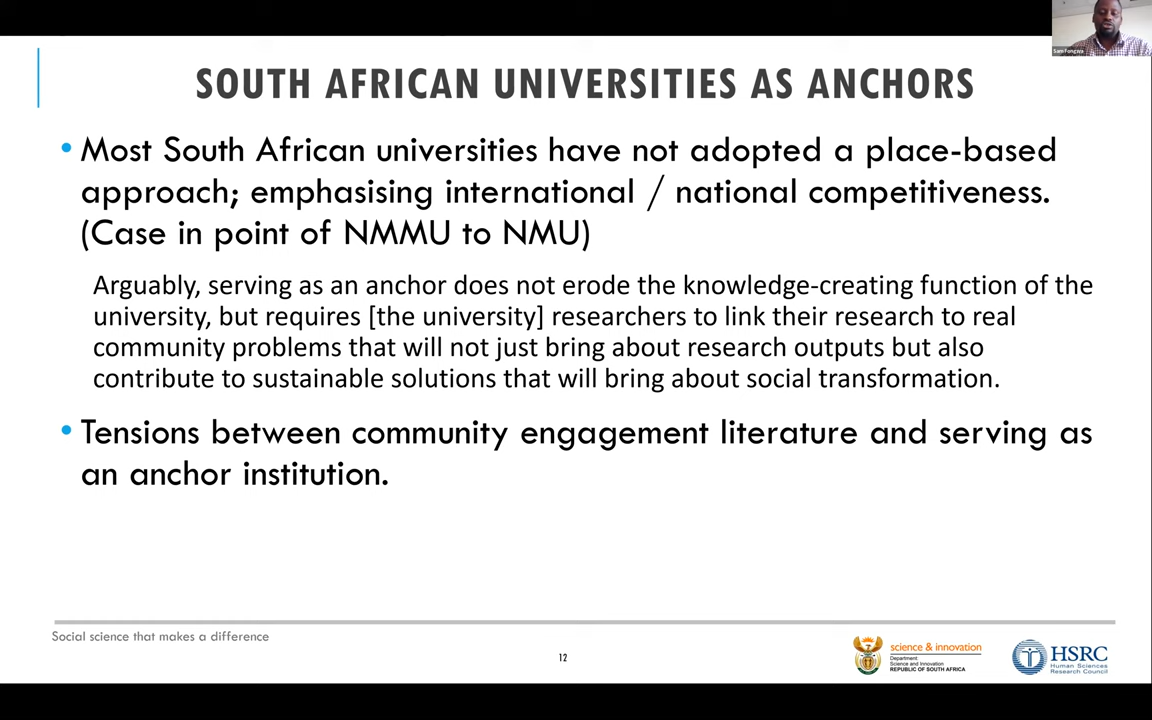 Sam Fongwa
SOUTH AFRICAN UNIVERSITIES AS ANCHORS
• Most South African universities have not adopted a place-based
approach; emphasising international / national competitiveness.
(Case in point of NMMU to NMU)
Arguably, serving as an anchor does not erode the knowledge-creating function of the
university, but requires [the university] researchers to link their research to real
community problems that will not just bring about research outputs but also
contribute to sustainable solutions that will bring about social transformation.
• Tensions between community engagement literature and serving as
an anchor institution.
Social science that makes a difference
12
science & innovation
Department:
Science and Innovation
REPUBLIC OF SOUTH AFRICA
HSRC
Human Sciences
Research Council